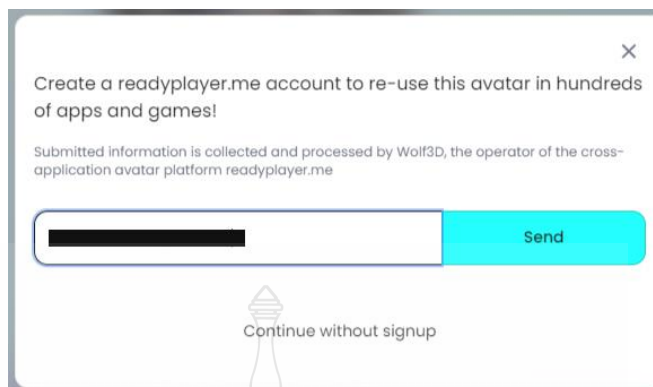 Create a readyplayer.me account to re-use this avatar in hundreds
of apps and games!
Submitted information is collected and processed by Wolf3D, the operator of the cross-
application avatar platform readyplayer.me
Send
Continue without signup